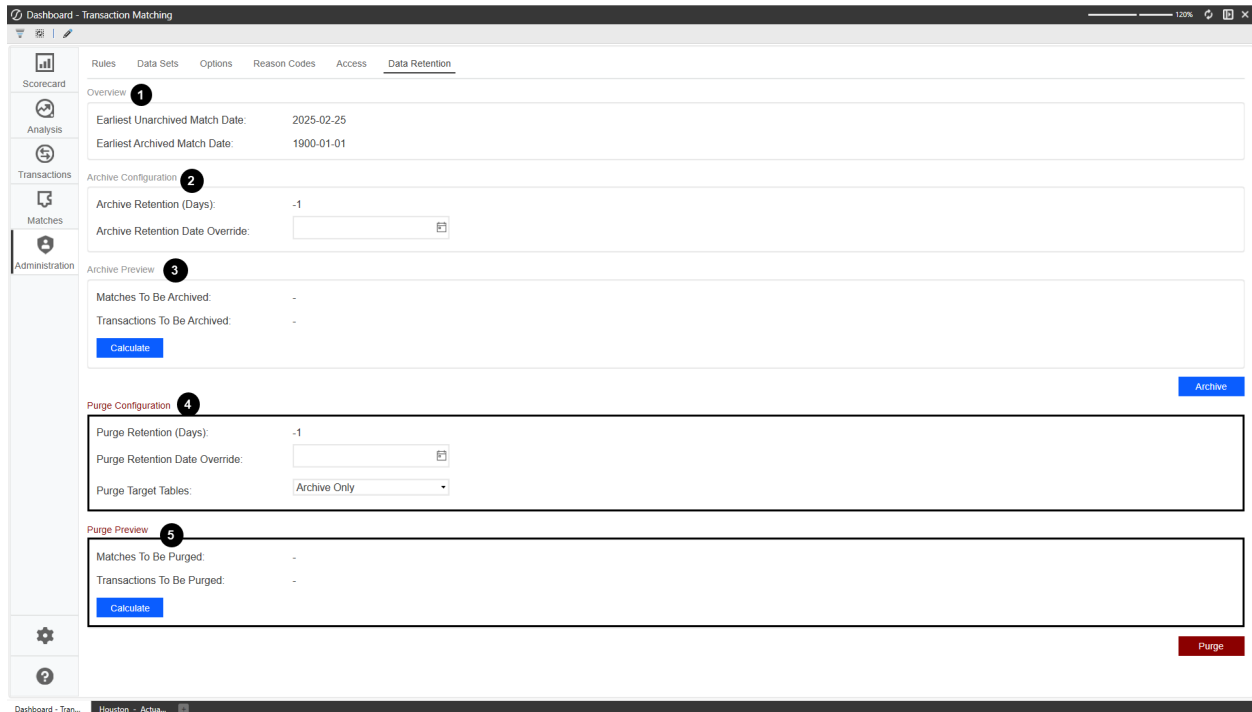 Dashboard - Transaction Matching
120%
Rules Data Sets Options Reason Codes Access Data Retention
Scorecard
Analysis
Transactions
Matches
Administration
Overview 1
Earliest Unarchived Match Date: 2025-02-25
Earliest Archived Match Date: 1900-01-01
Archive Configuration 2
Archive Retention (Days): -1
Archive Retention Date Override:
Archive Preview 3
Matches To Be Archived: -
Transactions To Be Archived: -
Calculate
Archive
Purge Configuration 4
Purge Retention (Days): -1
Purge Retention Date Override:
Purge Target Tables: Archive Only
Purge Preview 5
Matches To Be Purged: -
Transactions To Be Purged: -
Calculate
Purge
Dashboard - Tran... Houston - Actua...